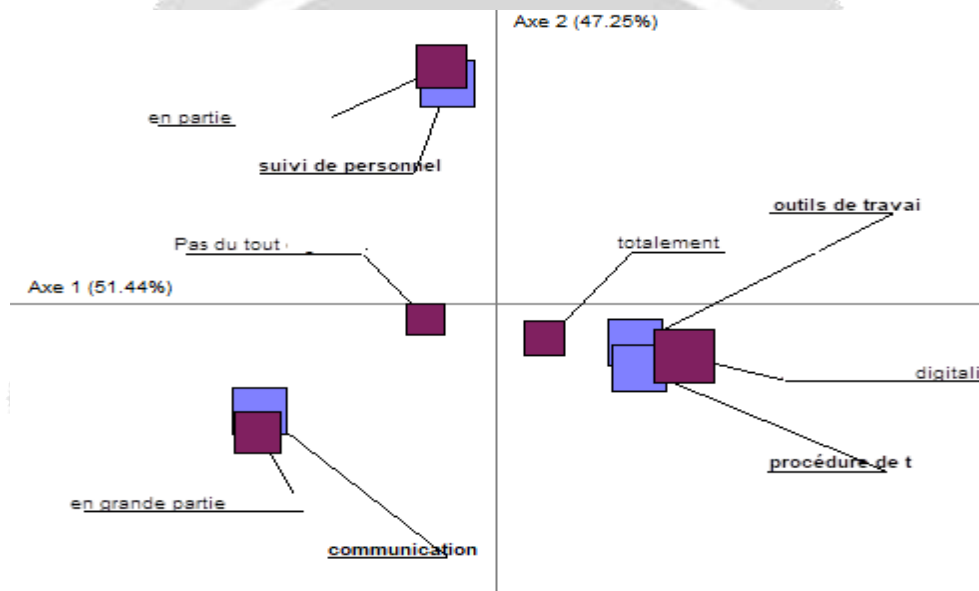 Axe 2 (47.25%)
en partie
suivi de personnel
outils de travai
Pas du tout
totalement
Axe 1 (51.44%)
digitali
procédure de t
en grande partie
communication